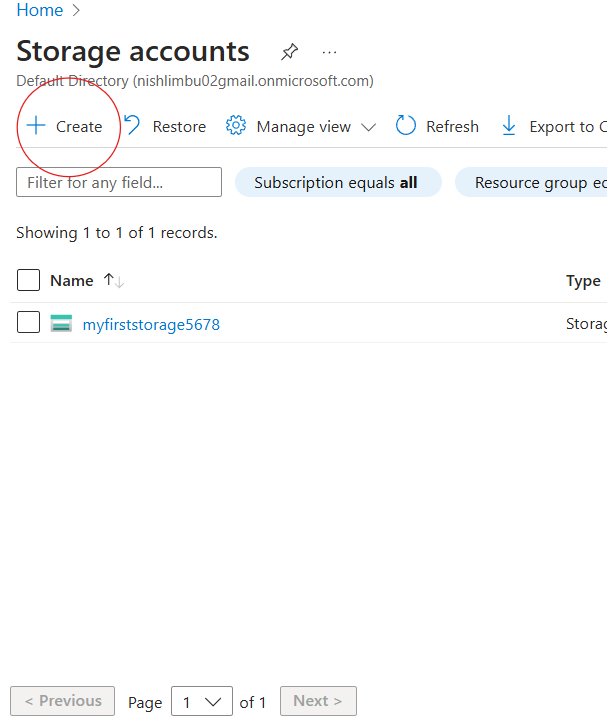 Home
Storage accounts
Default Directory (nishlimbu02gmail.onmicrosoft.com)
Create Restore Manage view Refresh Export to
Filter for any field... Subscription equals all Resource group
Showing 1 to 1 of 1 records.
Name Type
myfirststorage5678
< Previous Page 1 of 1 Next >